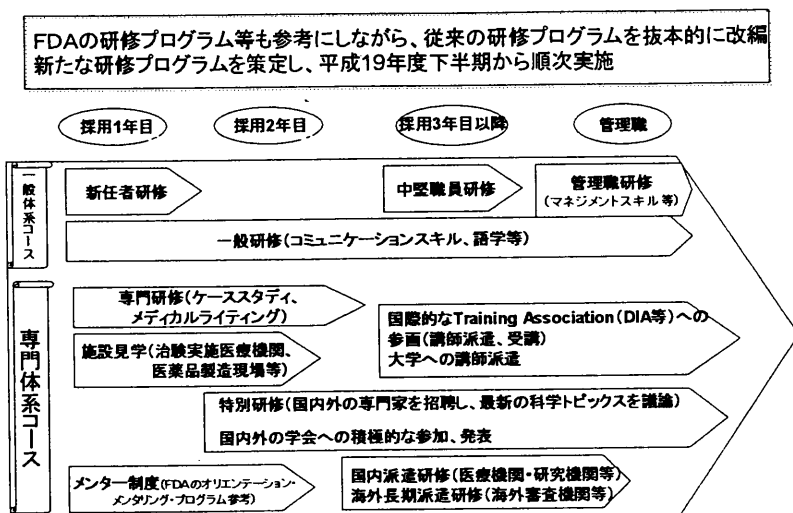 FDAの研修プログラム等も参考にしながら、従来の研修プログラムを抜本的に改編
新たな研修プログラムを策定し、平成19年度下半期から順次実施
採用1年目
採用2年目
採用3年目以降
管理職
一般体系コース
新任者研修
中堅職員研修
管理職研修
(マネジメントスキル等)
一般研修(コミュニケーションスキル、語学等)
専門体系コース
専門研修(ケーススタディ、
メディカルライティング)
国際的なTraining Association(DIA等)への
参画(講師派遣、受講)
大学への講師派遣
施設見学(治験実施医療機関、
医薬品製造現場等)
特別研修(国内外の専門家を招聘し、最新の科学トピックスを議論)
国内外の学会への積極的な参加、発表
メンター制度(FDAのオリエンテーション・
メンタリング・プログラム参考)
国内派遣研修(医療機関・研究機関等)
海外長期派遣研修(海外審査機関等)